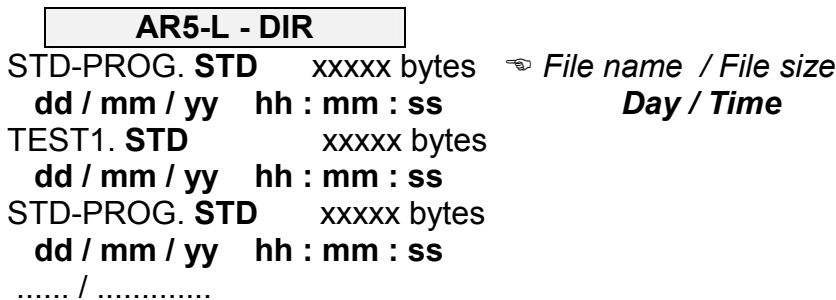 AR5-L - DIR
STD-PROG. STD xxxxx bytes ☜ File name / File size
dd / mm / yy hh : mm : ss Day / Time
TEST1. STD xxxxx bytes
dd / mm / yy hh : mm : ss
STD-PROG. STD xxxxx bytes
dd / mm / yy hh : mm : ss
...... / .............